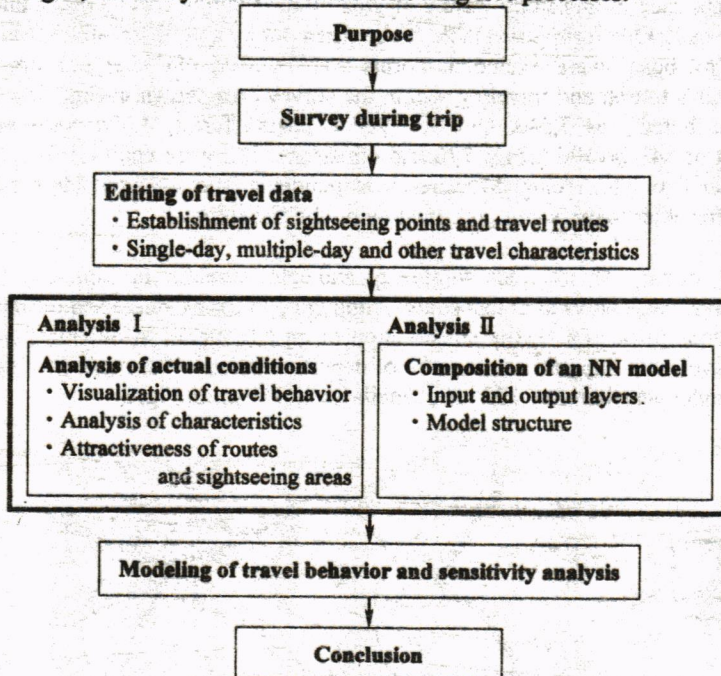 Purpose
Survey during trip
Editing of travel data
・Establishment of sightseeing points and travel routes
・Single-day, multiple-day and other travel characteristics
Analysis Ⅰ
Analysis of actual conditions
・Visualization of travel behavior
・Analysis of characteristics
・Attractiveness of routes
and sightseeing areas
Analysis Ⅱ
Composition of an NN model
・Input and output layers.
・Model structure
Modeling of travel behavior and sensitivity analysis
Conclusion